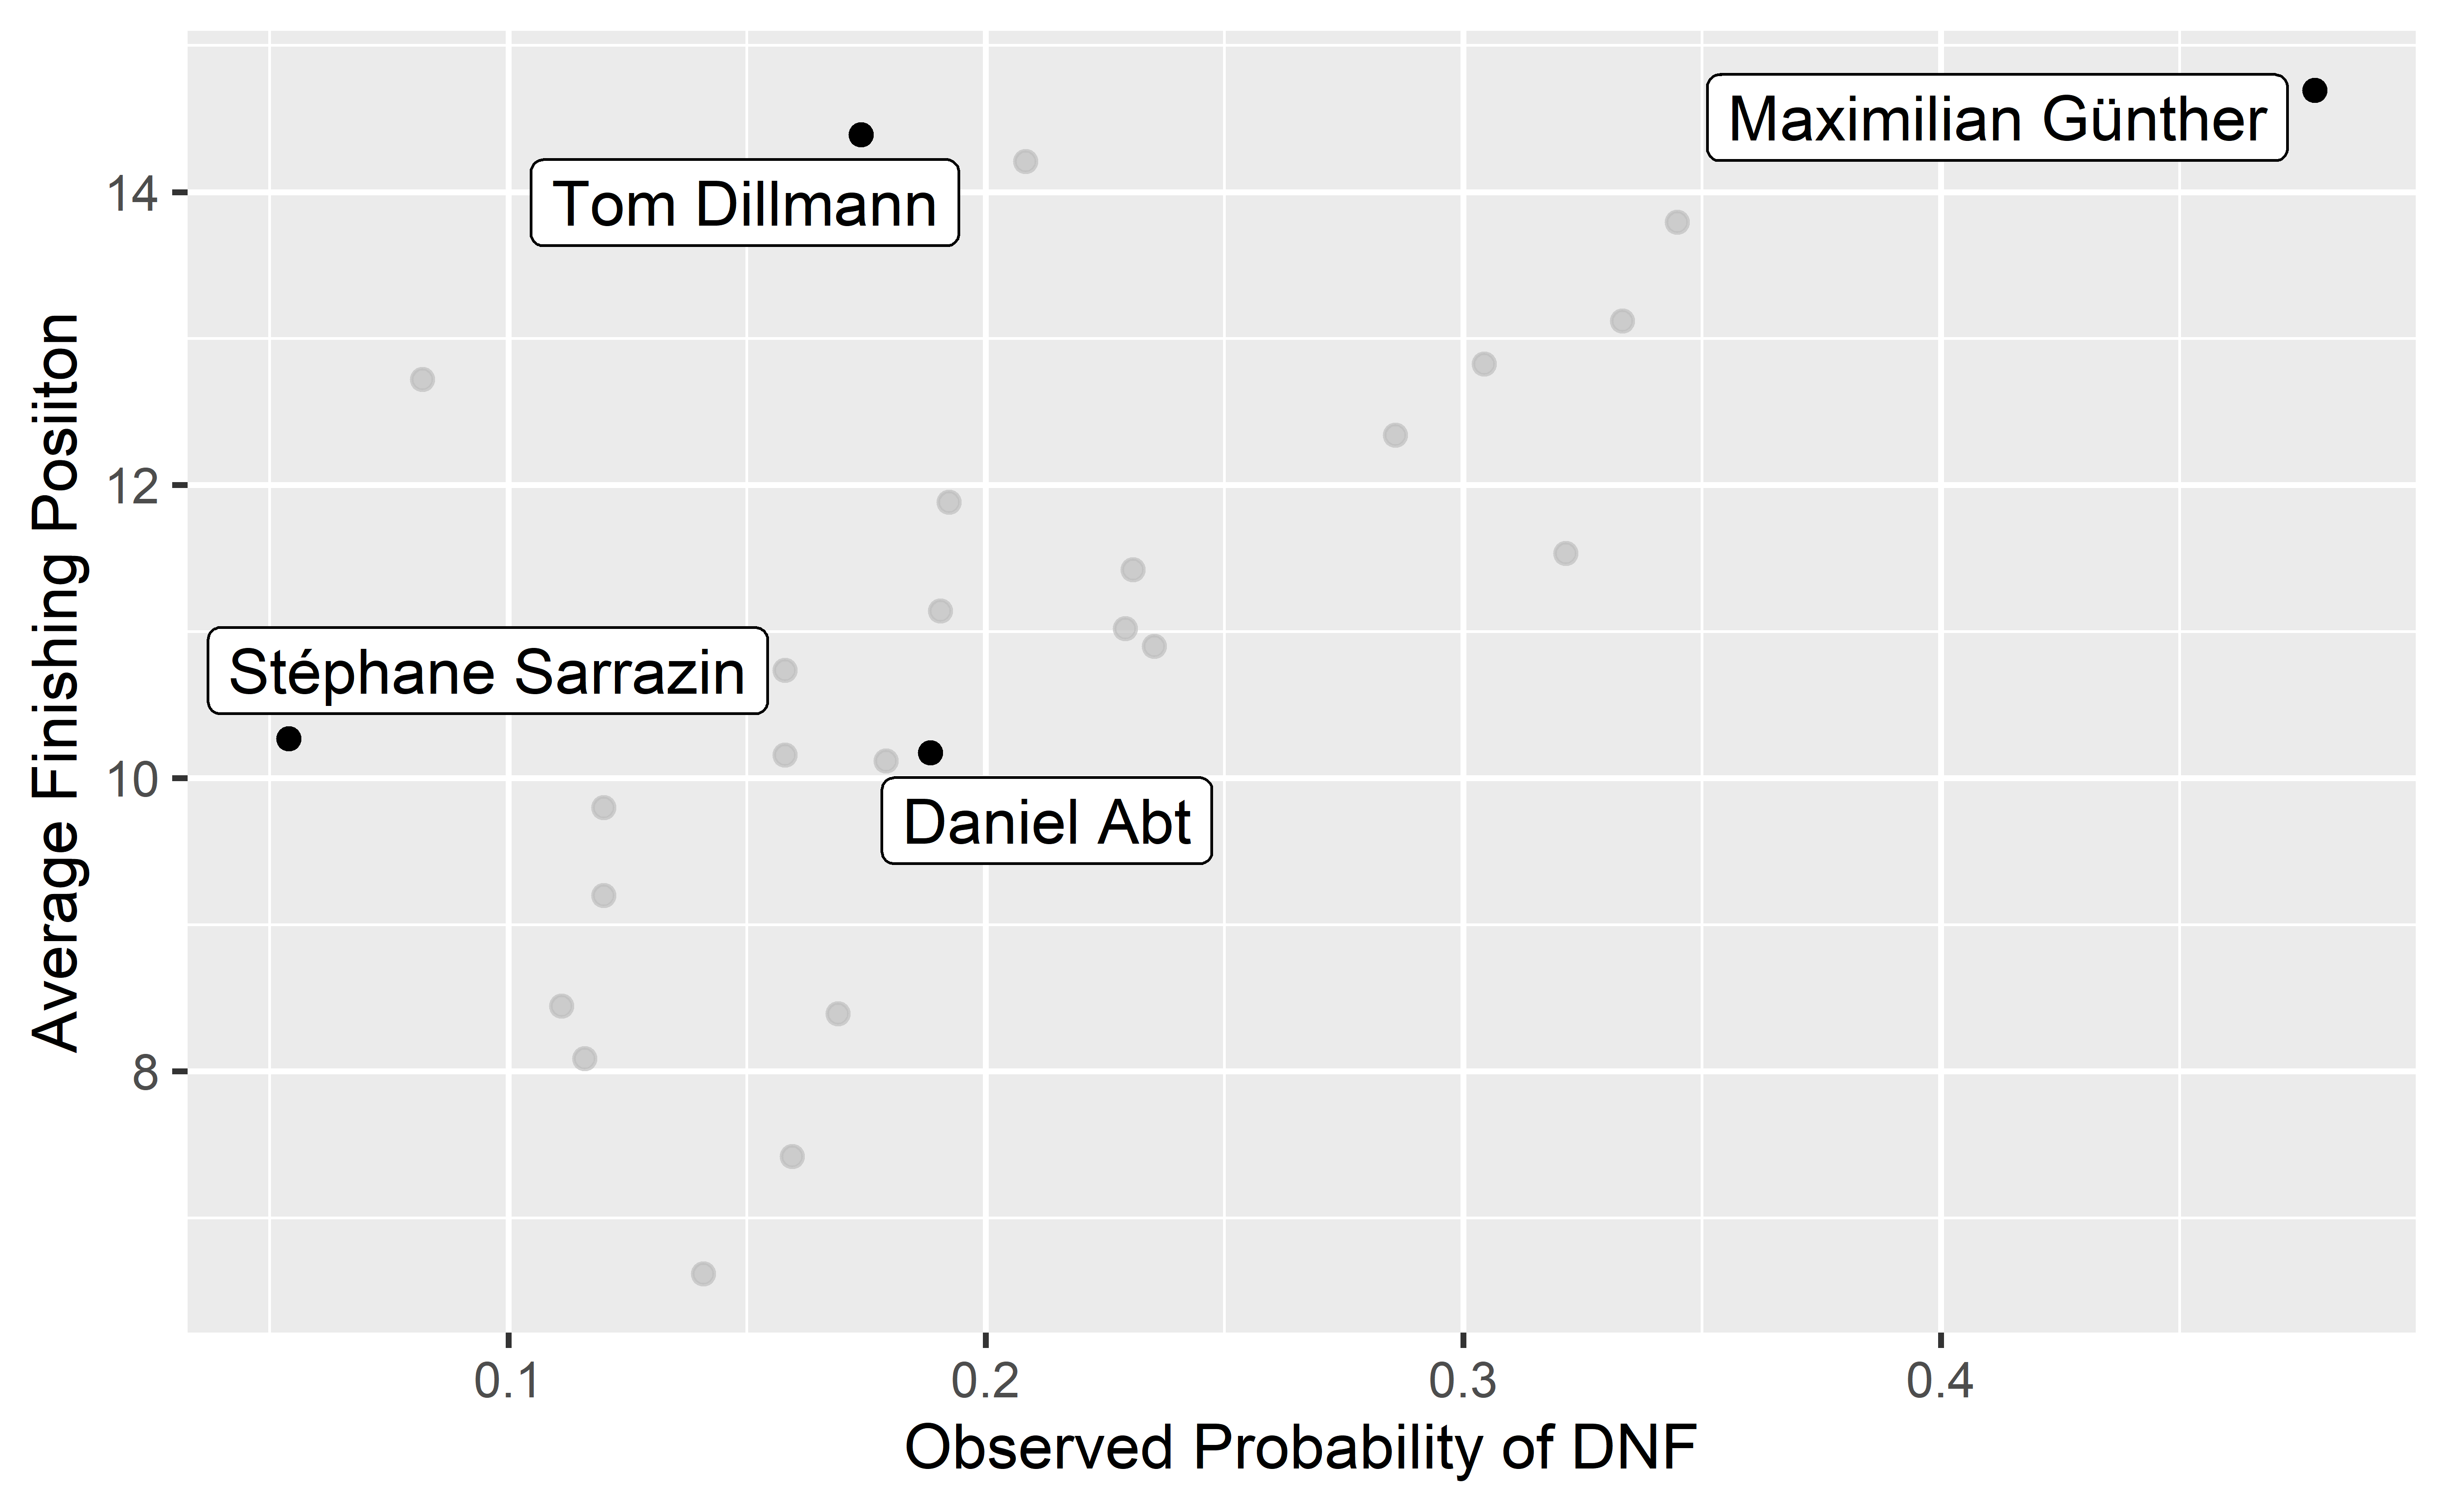 Maximilian Günther
Tom Dillmann
14
12
Stéphane Sarrazin
10
Daniel Abt
8
Average Finishing Posiiton
0.1
0.2
0.3
0.4
Observed Probability of DNF